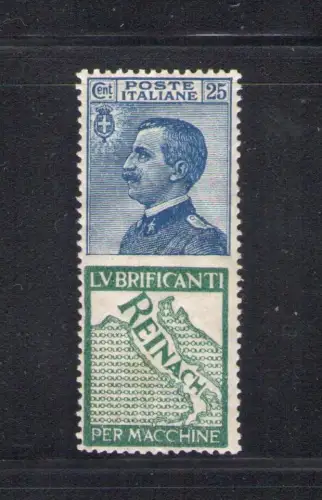 Cent. POSTE ITALIANE 25
LVBRIFICANTI
REINACH
PER MACCHINE